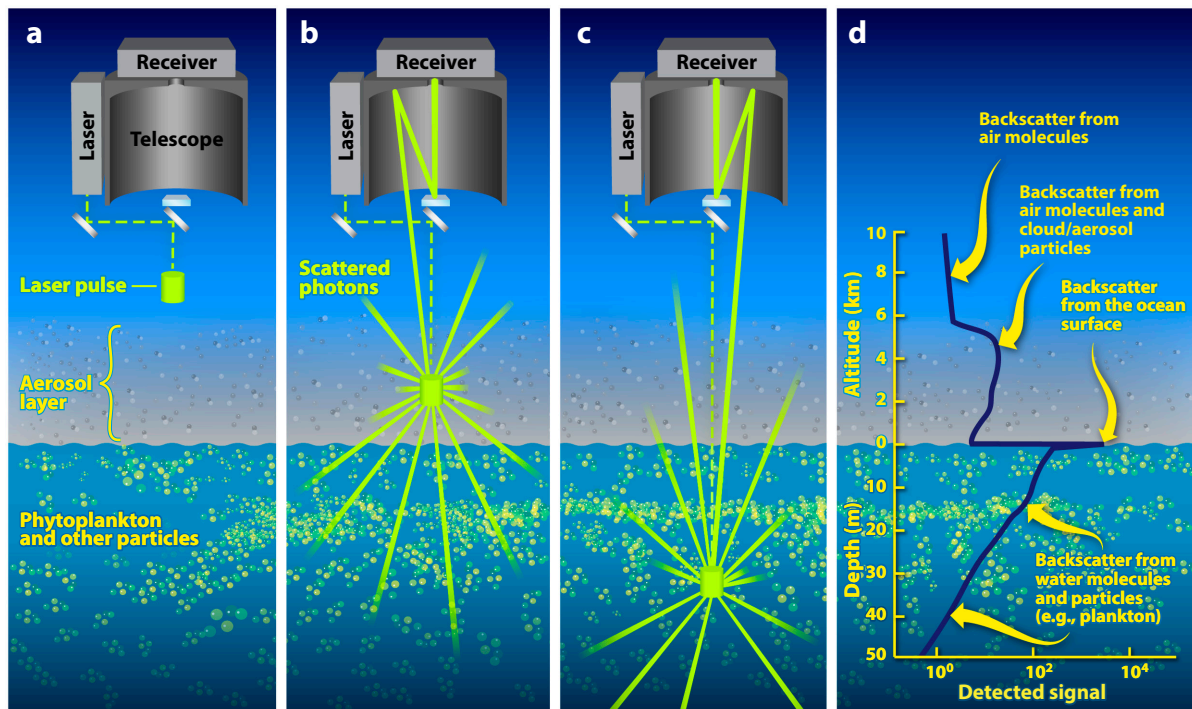 a
Receiver
Laser
Telescope
Laser pulse
Aerosol
layer
Phytoplankton
and other particles
b
Receiver
Laser
Scattered
photons
c
Receiver
Laser
d
Backscatter from
air molecules
Backscatter from
air molecules and
cloud/aerosol
particles
Backscatter
from the ocean
surface
Altitude (km)
10
8
6
4
2
0
Depth (m)
10
20
30
40
50
Backscatter from
water molecules
and particles
(e.g., plankton)
10⁰
10²
10⁴
Detected signal